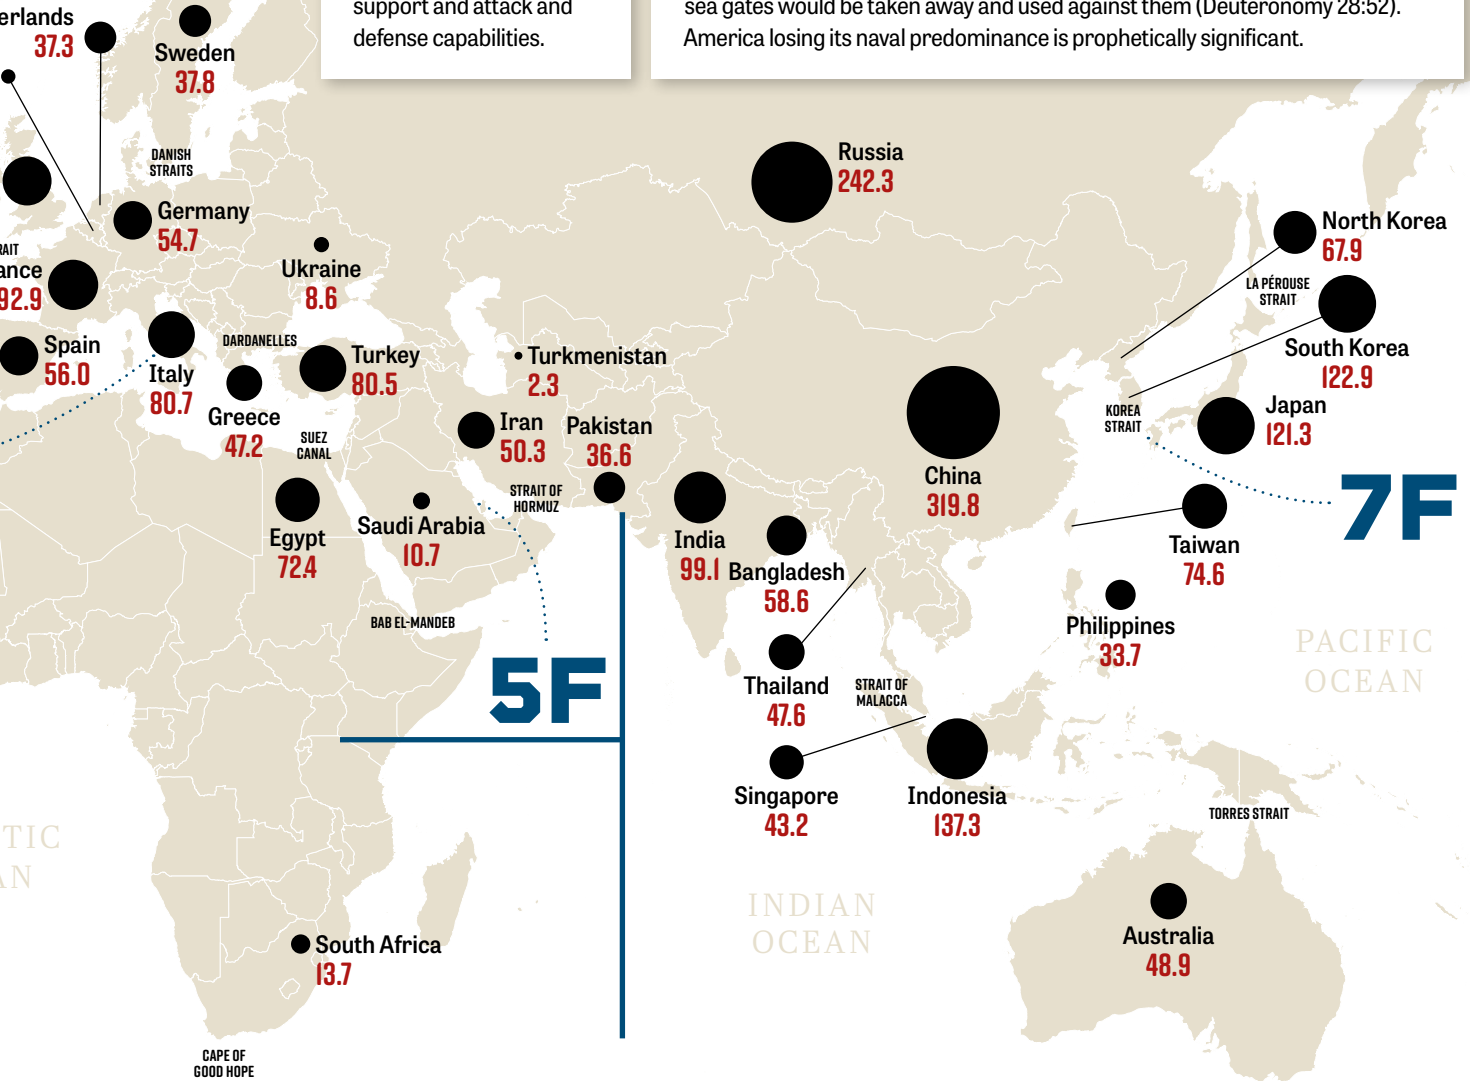 support and attack and
defense capabilities.
sea gates would be taken away and used against them (Deuteronomy 28:52).
America losing its naval predominance is prophetically significant.
erlands
37.3
Sweden
37.8
DANISH
STRAITS
Germany
54.7
RAIT
ance
92.9
Spain
56.0
Italy
80.7
Ukraine
8.6
DARDANELLES
Turkey
80.5
Greece
47.2
SUEZ
CANAL
Egypt
72.4
Saudi Arabia
10.7
BAB EL-MANDEB
Turkmenistan
2.3
Iran
50.3
Pakistan
36.6
STRAIT OF
HORMUZ
5F
Russia
242.3
China
319.8
India
99.1
Bangladesh
58.6
Thailand
47.6
STRAIT OF
MALACCA
Singapore
43.2
Indonesia
137.3
North Korea
67.9
LA PÉROUSE
STRAIT
South Korea
122.9
KOREA
STRAIT
Japan
121.3
7F
Taiwan
74.6
Philippines
33.7
PACIFIC
OCEAN
TORRES STRAIT
Australia
48.9
INDIAN
OCEAN
TIC
AN
South Africa
13.7
CAPE OF
GOOD HOPE